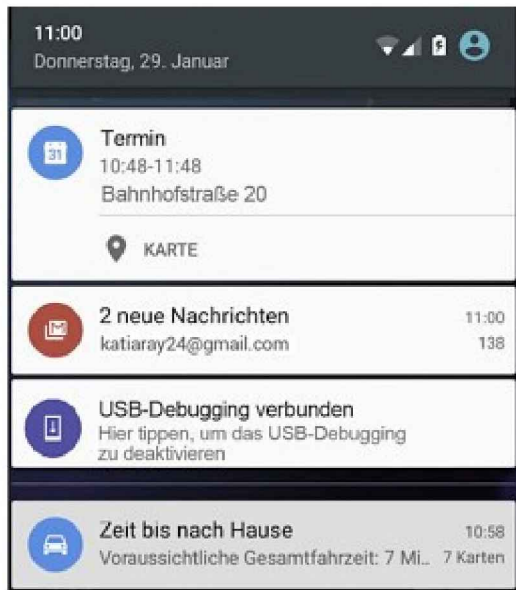 11:00
Donnerstag, 29. Januar
31
Termin
10:48-11:48
Bahnhofstraße 20
KARTE
2 neue Nachrichten 11:00
katiaray24@gmail.com 138
USB-Debugging verbunden
Hier tippen, um das USB-Debugging
zu deaktivieren
Zeit bis nach Hause 10:58
Voraussichtliche Gesamtfahrzeit: 7 Mi... 7 Karten